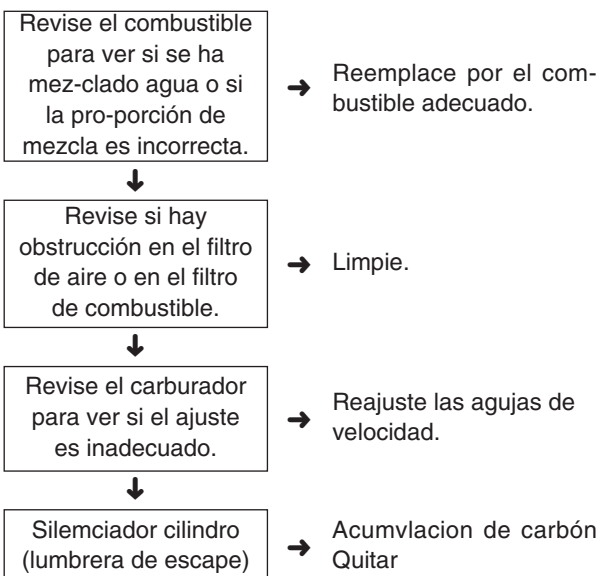 Revise el combustible
para ver si se ha
mez-clado agua o si
la pro-porción de
mezcla es incorrecta.
Reemplace por el com-
bustible adecuado.
Revise si hay
obstrucción en el filtro
de aire o en el filtro
de combustible.
Limpie.
Revise el carburador
para ver si el ajuste
es inadecuado.
Reajuste las agujas de
velocidad.
Silemciador cilindro
(lumbrera de escape)
Acumvlacion de carbón
Quitar